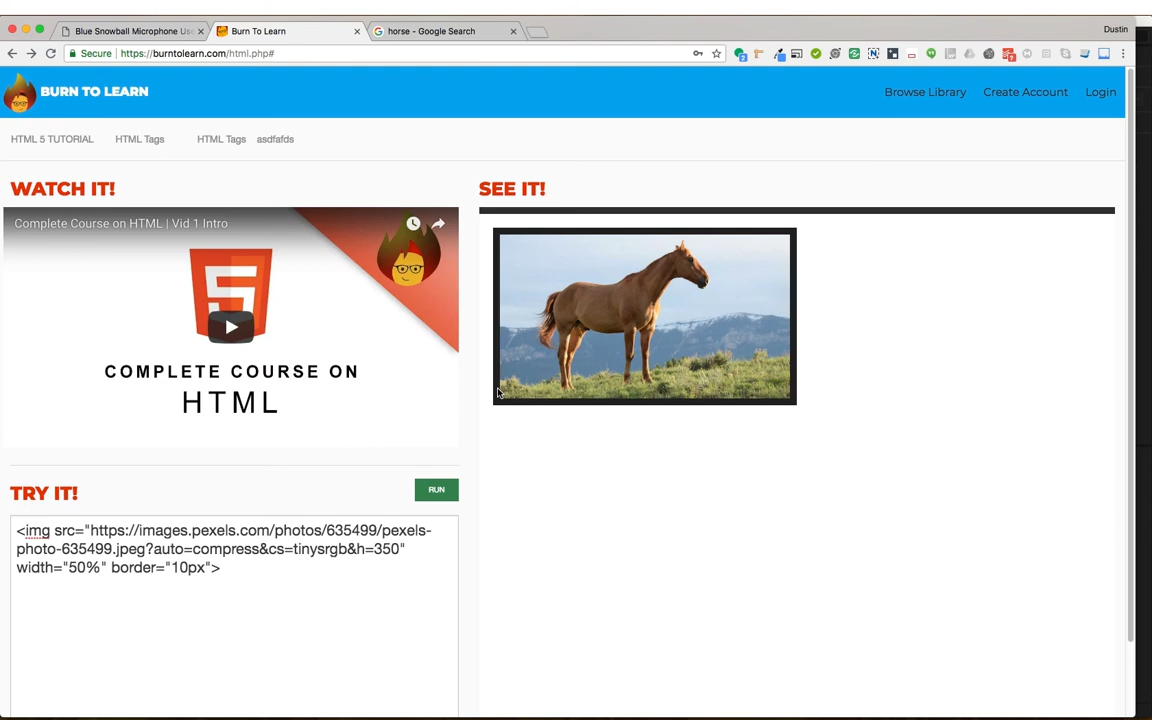 Blue Snowball Microphone Use
Burn To Learn
horse - Google Search
Dustin
Secure https://burntolearn.com/html.php#
BURN TO LEARN
Browse Library
Create Account
Login
HTML 5 TUTORIAL
HTML Tags
HTML Tags
asdfafds
WATCH IT!
Complete Course on HTML | Vid 1 Intro
5
COMPLETE COURSE ON
HTML
SEE IT!
TRY IT!
RUN
<img src="https://images.pexels.com/photos/635499/pexels-
photo-635499.jpeg?auto=compress&cs=tinysrgb&h=350"
width="50%" border="10px">